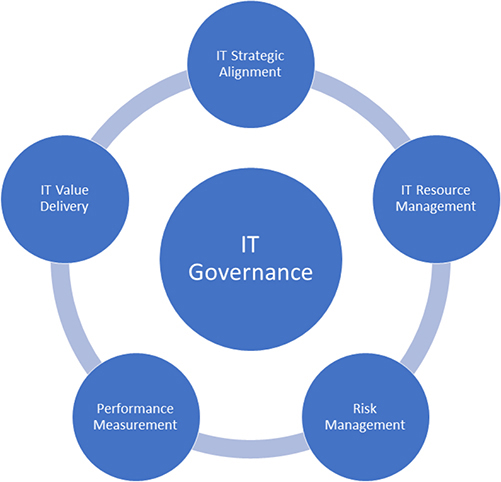 IT Strategic
Alignment
IT Value
Delivery
IT Resource
Management
IT
Governance
Performance
Measurement
Risk
Management